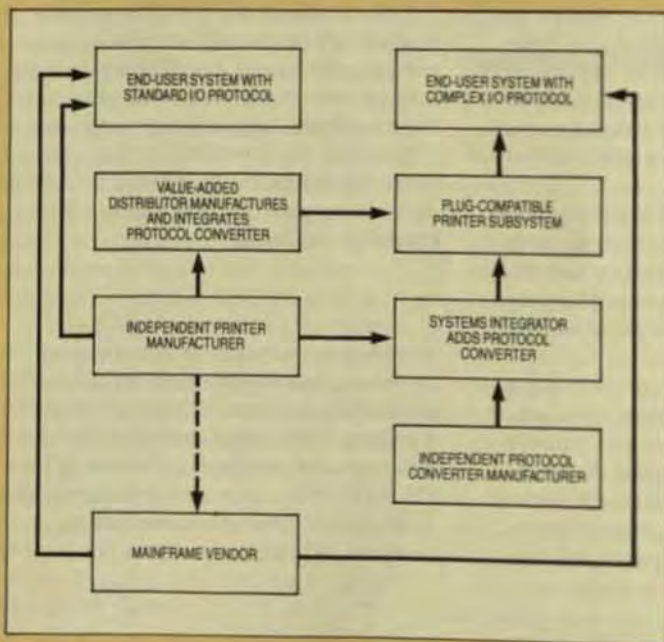 END-USER SYSTEM WITH
STANDARD I/O PROTOCOL
END-USER SYSTEM WITH
COMPLEX I/O PROTOCOL
VALUE-ADDED
DISTRIBUTOR MANUFACTURES
AND INTEGRATES
PROTOCOL CONVERTER
PLUG-COMPATIBLE
PRINTER SUBSYSTEM
INDEPENDENT PRINTER
MANUFACTURER
SYSTEMS INTEGRATOR
ADDS PROTOCOL
CONVERTER
INDEPENDENT PROTOCOL
CONVERTER MANUFACTURER
MAINFRAME VENDOR